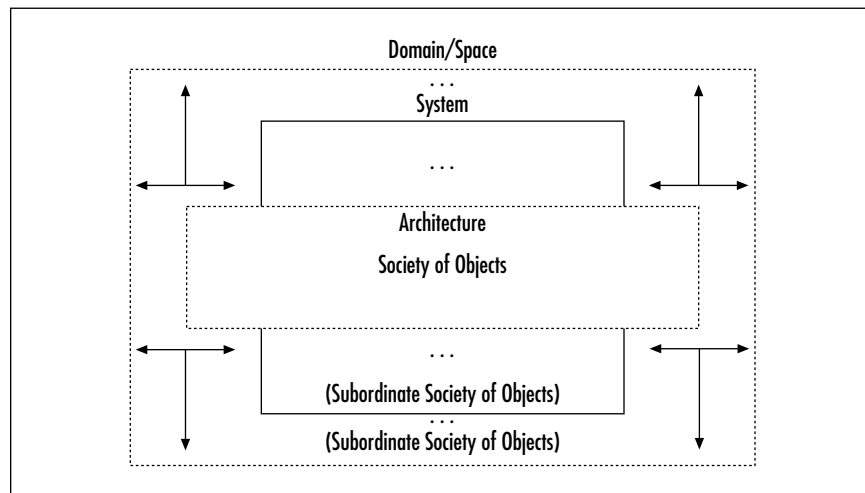 Domain/Space
...
System
...
Architecture
Society of Objects
...
(Subordinate Society of Objects)
...
(Subordinate Society of Objects)